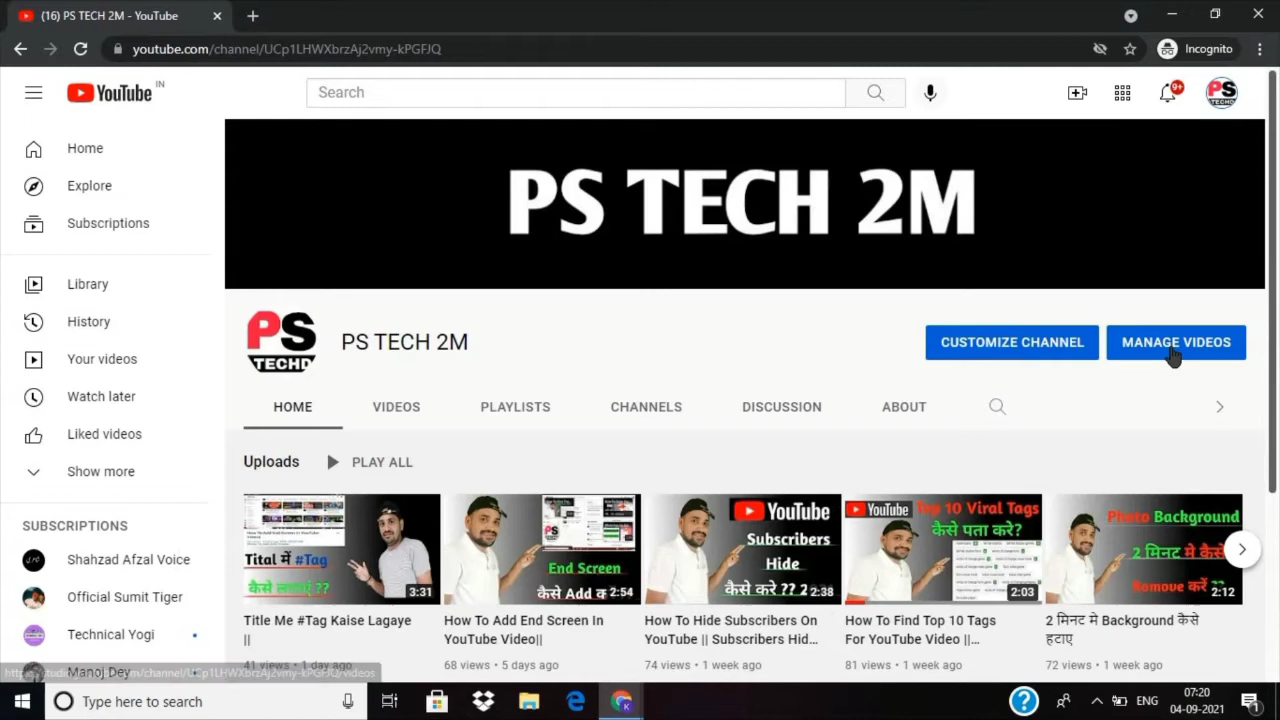 (16) PS TECH 2M - YouTube
youtube.com/channel/UCp1LHWXbrzAj2vmy-kPGFJQ
Incognito
YouTube IN
Search
9+
PS TECHD
Home
Explore
Subscriptions
Library
History
Your videos
Watch later
Liked videos
Show more
SUBSCRIPTIONS
Shahzad Afzal Voice
Official Sumit Tiger
Technical Yogi
Manoj Dey
PS TECH 2M
PS
TECHD
PS TECH 2M
CUSTOMIZE CHANNEL
MANAGE VIDEOS
HOME VIDEOS PLAYLISTS CHANNELS DISCUSSION ABOUT
Uploads PLAY ALL
Tital में #Tag
कैसे लगाएं ??
3:31
End Screen
कैसे Add क
2:54
YouTube
Subscribers
Hide
कैसे करे ?? 2
2:38
YouTube Top 10 Viral Tags
कैसे पता करे?
2:03
Photo Background
2 मिनट मे कैसे
Remove करें ??
2:12
Title Me #Tag Kaise Lagaye
||
41 views • 1 day ago
How To Add End Screen In
YouTube Video||
68 views • 5 days ago
How To Hide Subscribers On
YouTube || Subscribers Hid...
74 views • 1 week ago
How To Find Top 10 Tags
For YouTube Video ||...
81 views • 1 week ago
2 मिनट मे Background कैसे
हटाए
72 views • 1 week ago
Type here to search
ENG
07:20
04-09-2021
1